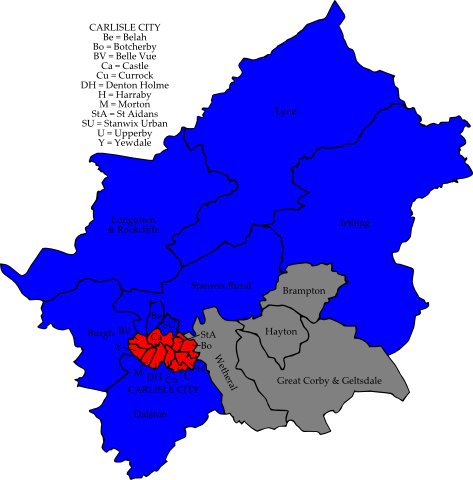 CARLISLE CITY
Be = Belah
Bo = Botcherby
BV = Belle Vue
Ca = Castle
Cu = Currock
DH = Denton Holme
H = Harraby
M = Morton
StA = St Aidans
SU = Stanwix Urban
U = Upperby
Y = Yewdale
Lyne
Irthing
Longtown
& Rockcliffe
Stanwix Rural
Brampton
Be
Burgh
BV
StA
Hayton
Y
Bo
Wetheral
H
Great Corby & Geltsdale
M
DH
Cu
U
CARLISLE CITY
Dalston